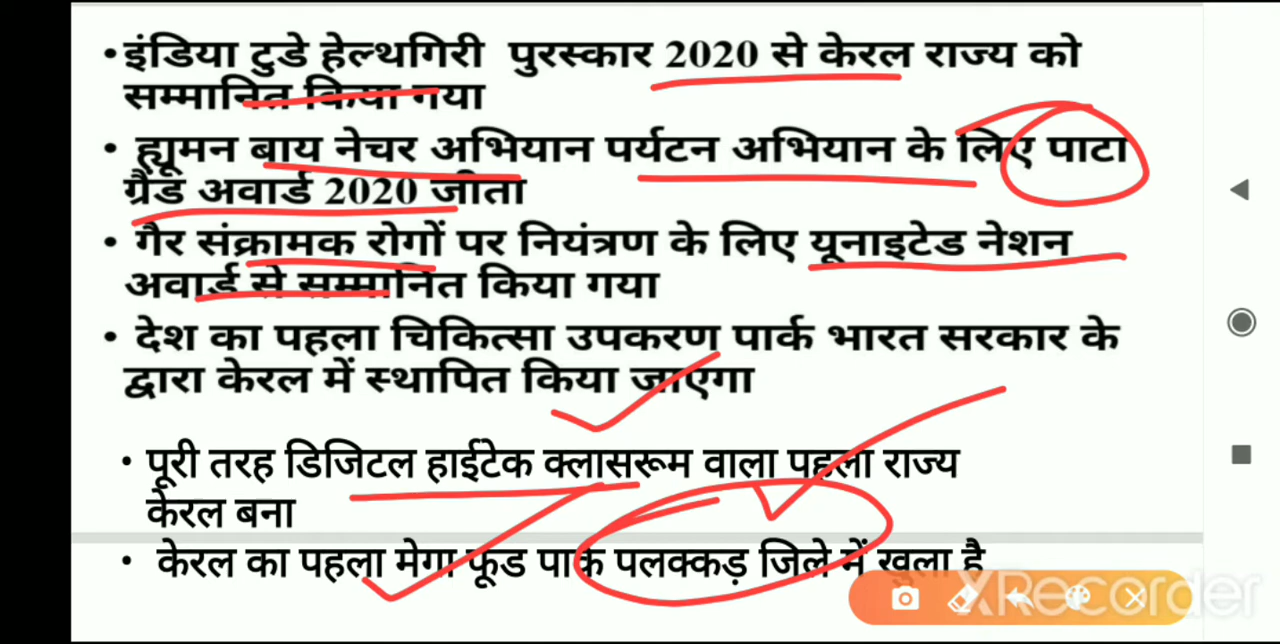 •इंडिया टुडे हेल्थगिरी पुरस्कार 2020 से केरल राज्य को
सम्मानित किया गया
• ह्यूमन बाय नेचर अभियान पर्यटन अभियान के लिए पाटा
ग्रैंड अवार्ड 2020 जीता
• गैर संक्रामक रोगों पर नियंत्रण के लिए यूनाइटेड नेशन
अवार्ड से सम्मानित किया गया
• देश का पहला चिकित्सा उपकरण पार्क भारत सरकार के
द्वारा केरल में स्थापित किया जाएगा
• पूरी तरह डिजिटल हाईटेक क्लासरूम वाला पहला राज्य
केरल बना
• केरल का पहला मेगा फूड पार्क पलक्कड़ जिले में खुला है
XRecorder